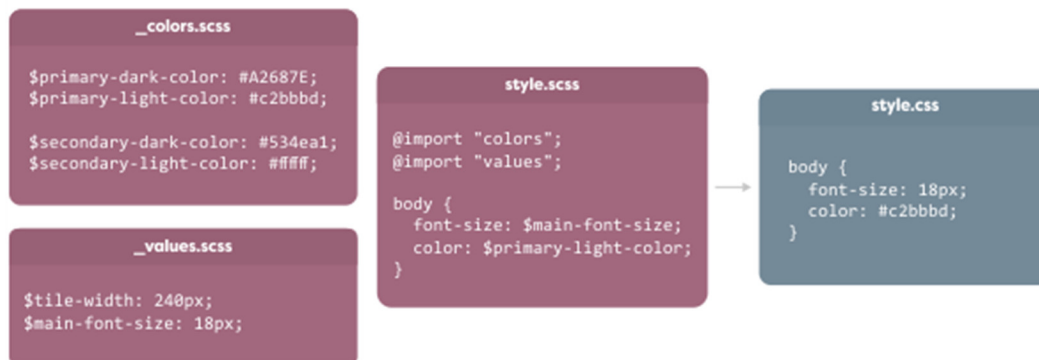 _colors.scss
$primary-dark-color: #A2687E;
$primary-light-color: #c2bbbd;
$secondary-dark-color: #534ea1;
$secondary-light-color: #ffffff;
_values.scss
$tile-width: 240px;
$main-font-size: 18px;
style.scss
@import "colors";
@import "values";
body {
font-size: $main-font-size;
color: $primary-light-color;
}
style.css
body {
font-size: 18px;
color: #c2bbbd;
}